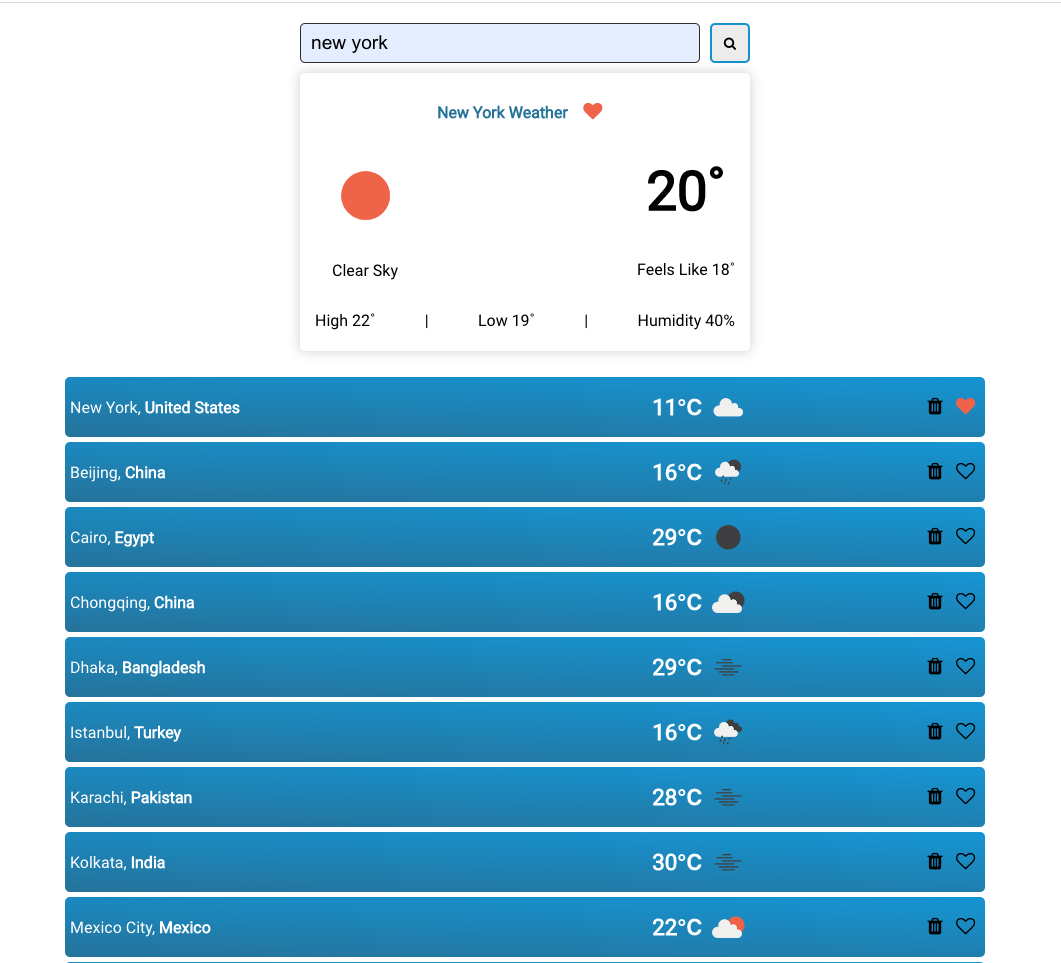 new york
New York Weather
20°
Clear Sky
Feels Like 18°
High 22° | Low 19° | Humidity 40%
New York, United States 11°C
Beijing, China 16°C
Cairo, Egypt 29°C
Chongqing, China 16°C
Dhaka, Bangladesh 29°C
Istanbul, Turkey 16°C
Karachi, Pakistan 28°C
Kolkata, India 30°C
Mexico City, Mexico 22°C